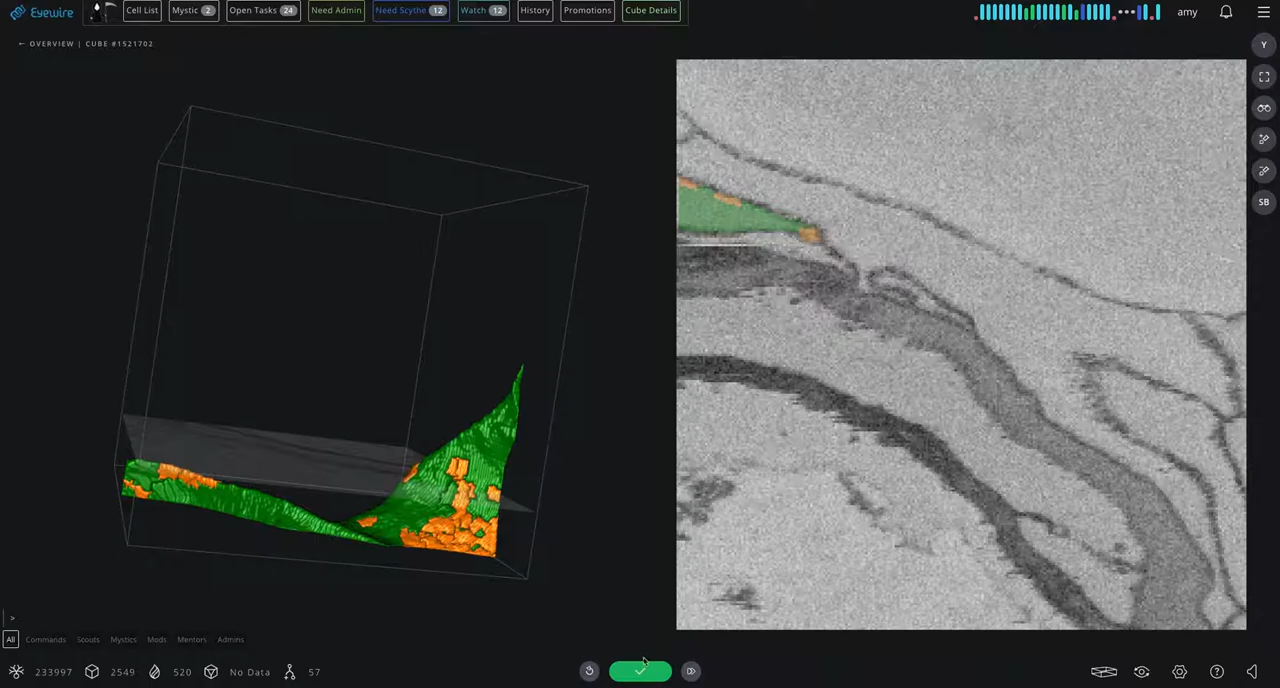 Eyewire Cell List Mystic 2 Open Tasks 24 Need Admin Need Scythe 12 Watch 12 History Promotions Cube Details amy
← OVERVIEW | CUBE #1521702
Y
SB
>
All Commands Scouts Mystics Mods Mentors Admins
233997 2549 520 No Data 57